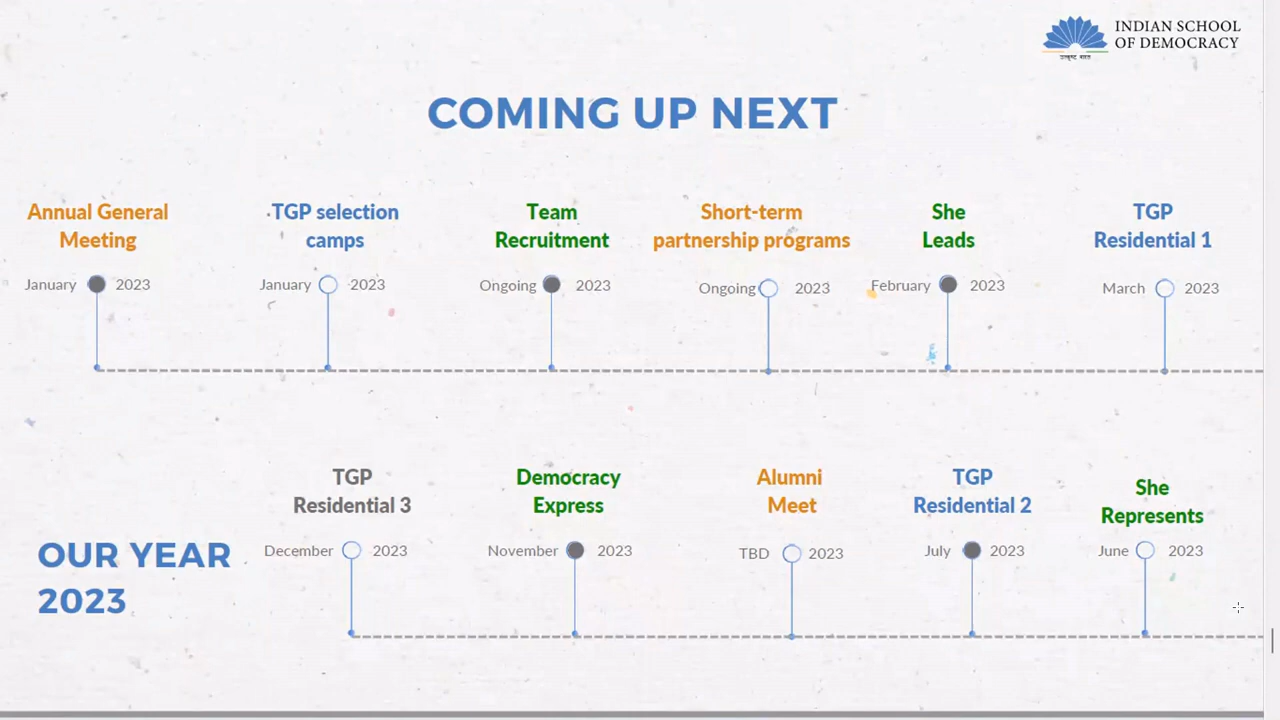 INDIAN SCHOOL
OF DEMOCRACY
उत्कृष्ट भारत
COMING UP NEXT
Annual General
Meeting
January 2023
TGP selection
camps
January 2023
Team
Recruitment
Ongoing 2023
Short-term
partnership programs
Ongoing 2023
She
Leads
February 2023
TGP
Residential 1
March 2023
OUR YEAR
2023
TGP
Residential 3
December 2023
Democracy
Express
November 2023
Alumni
Meet
TBD 2023
TGP
Residential 2
July 2023
She
Represents
June 2023